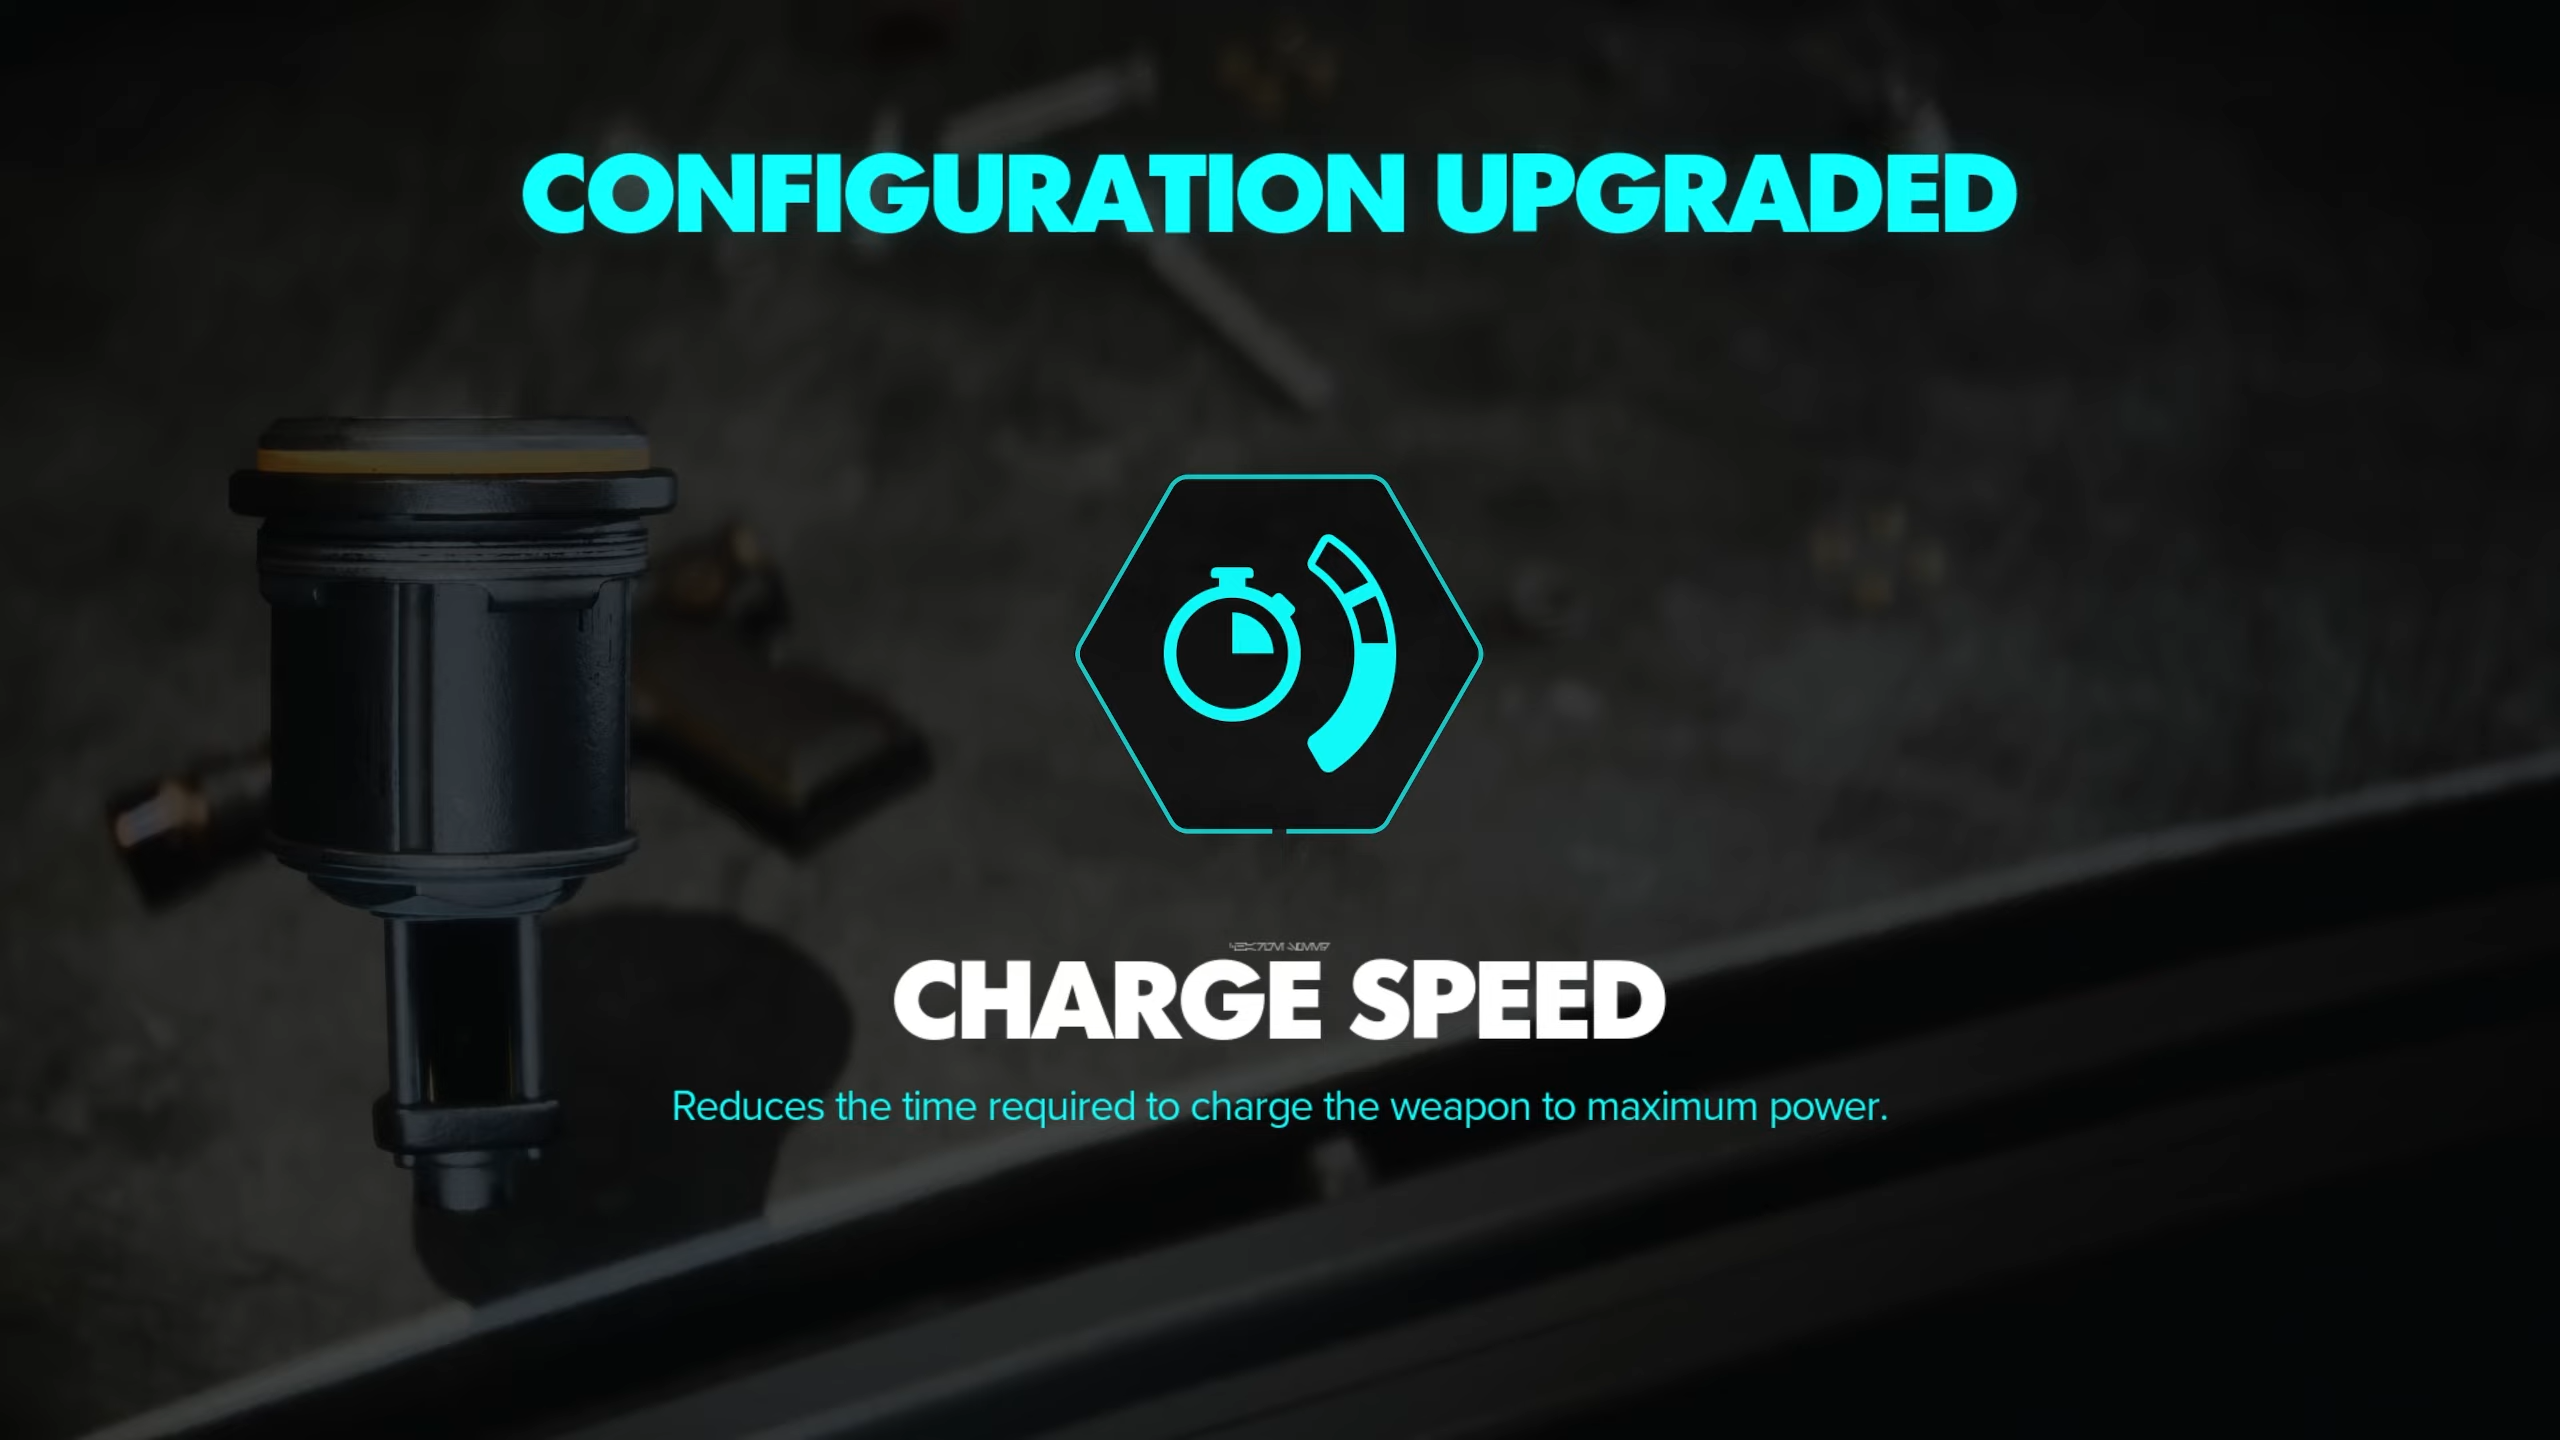 CONFIGURATION UPGRADED
CHARGE SPEED
Reduces the time required to charge the weapon to maximum power.